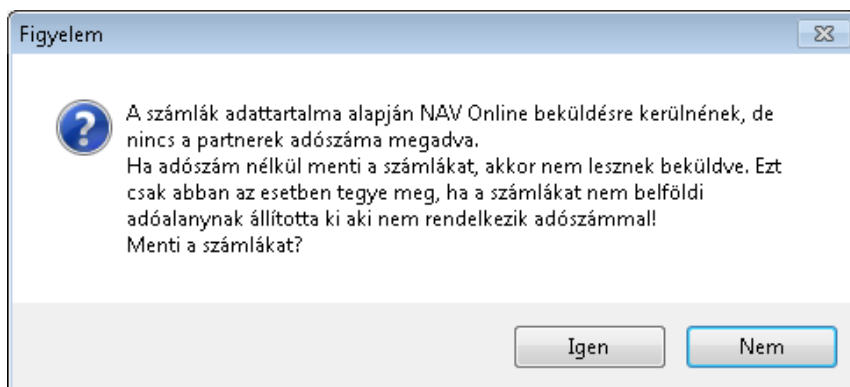 Figyelem
A számlák adattartalma alapján NAV Online beküldésre kerülnének, de
nincs a partnerek adószáma megadva.
Ha adószám nélkül menti a számlákat, akkor nem lesznek beküldve. Ezt
csak abban az esetben tegye meg, ha a számlákat nem belföldi
adóalanynak állította ki aki nem rendelkezik adószámmal!
Menti a számlákat?
Igen
Nem